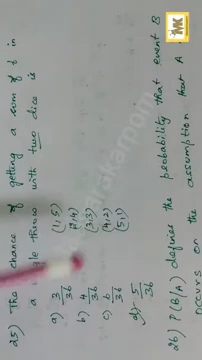 MK
25) The chance of getting a sum of 6 in
a throw with two dice is
a) 3/36 (1,5)
b) 4/36 (2,4)
c) 6/36 (3,3)
d) 5/36 (4,2)
(5,1)
26) P(B/A) defines the probability that event B
occurs on the assumption that A